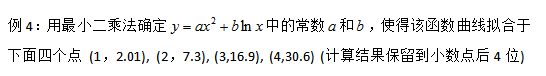 例 4：用最小二乘法确定 y = ax² + b ln x 中的常数 a 和 b ，使得该函数曲线拟合于
下面四个点 (1，2.01), (2，7.3), (3,16.9), (4,30.6) (计算结果保留到小数点后 4 位)